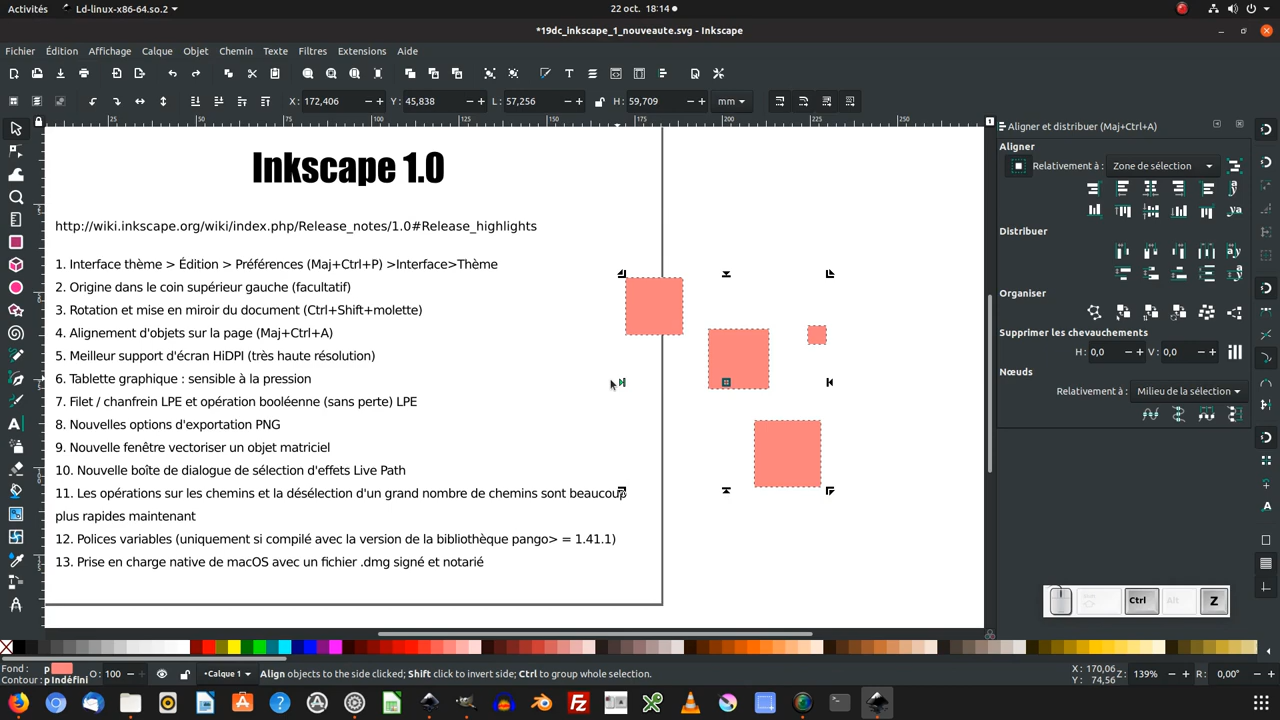 Activités
Ld-linux-x86-64.so.2
22 oct. 18:14
*19dc_inkscape_1_nouveaute.svg - Inkscape
Fichier Édition Affichage Calque Objet Chemin Texte Filtres Extensions Aide
X: 172,406 Y: 45,838 L: 57,256 H: 59,709 mm
25 75 100 125 150 200 225 250
Inkscape 1.0
http://wiki.inkscape.org/wiki/index.php/Release_notes/1.0#Release_highlights
1. Interface thème > Édition > Préférences (Maj+Ctrl+P) >Interface>Thème
2. Origine dans le coin supérieur gauche (facultatif)
3. Rotation et mise en miroir du document (Ctrl+Shift+molette)
4. Alignement d'objets sur la page (Maj+Ctrl+A)
5. Meilleur support d'écran HiDPI (très haute résolution)
6. Tablette graphique : sensible à la pression
7. Filet / chanfrein LPE et opération booléenne (sans perte) LPE
8. Nouvelles options d'exportation PNG
9. Nouvelle fenêtre vectoriser un objet matriciel
10. Nouvelle boîte de dialogue de sélection d'effets Live Path
11. Les opérations sur les chemins et la désélection d'un grand nombre de chemins sont beaucoup
plus rapides maintenant
12. Polices variables (uniquement si compilé avec la version de la bibliothèque pango> = 1.41.1)
13. Prise en charge native de macOS avec un fichier .dmg signé et notarié
Aligner et distribuer (Maj+Ctrl+A)
Aligner
Relativement à : Zone de sélection
Distribuer
Organiser
Supprimer les chevauchements
H: 0,0 V: 0,0
Nœuds
Relativement à : Milieu de la sélection
Ctrl Alt Z
Fond : p
Contour : p indéfini
O: 100
•Calque 1
Align objects to the side clicked; Shift click to invert side; Ctrl to group whole selection.
X : 170,06
Y : 74,56
Z: 139% R: 0,00°